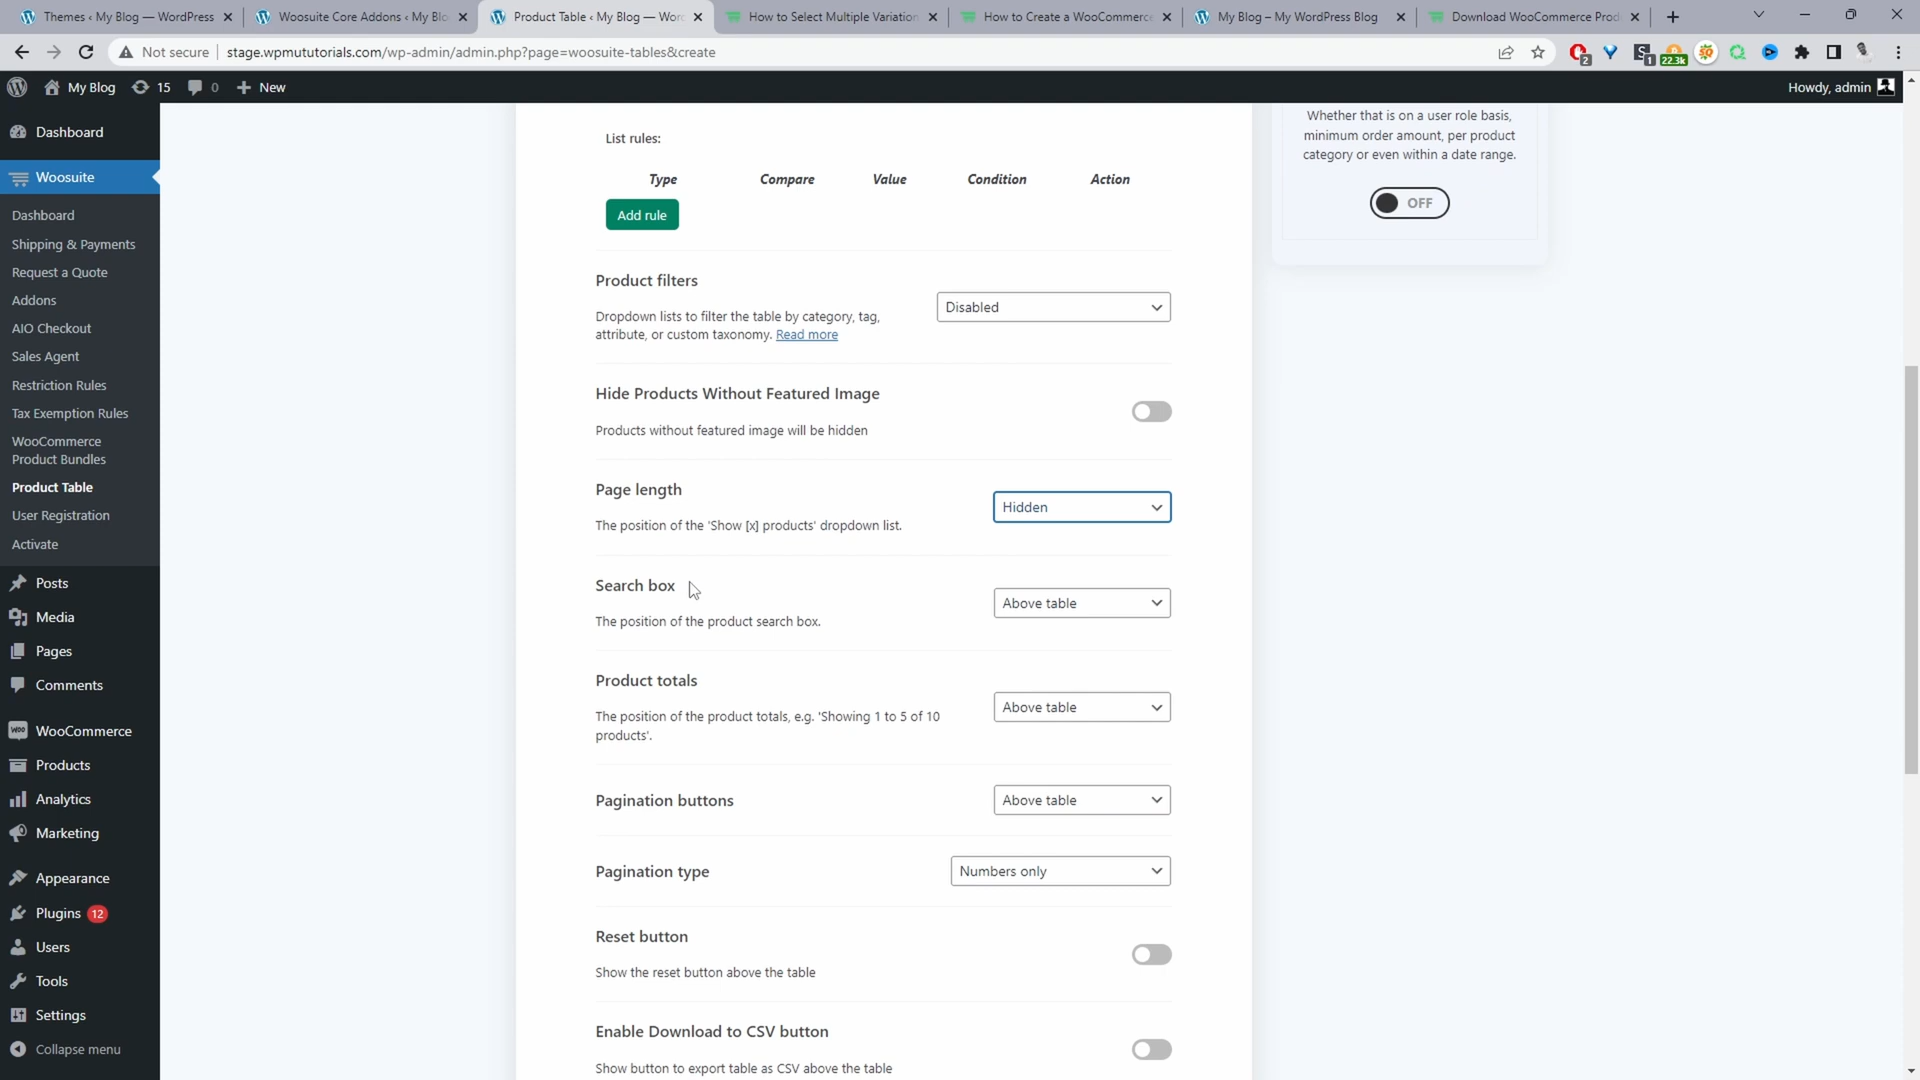 Themes ‹ My Blog — WordPress
Woosuite Core Addons ‹ My Blo
Product Table ‹ My Blog — Wor
How to Select Multiple Variation
How to Create a WooCommerce
My Blog – My WordPress Blog
Download WooCommerce Prod
Not secure
stage.wpmututorials.com/wp-admin/admin.php?page=woosuite-tables&create
2
1
22.3k
My Blog
15
0
New
Howdy, admin
Dashboard
Woosuite
Dashboard
Shipping & Payments
Request a Quote
Addons
AIO Checkout
Sales Agent
Restriction Rules
Tax Exemption Rules
WooCommerce
Product Bundles
Product Table
User Registration
Activate
Posts
Media
Pages
Comments
WooCommerce
Products
Analytics
Marketing
Appearance
Plugins 12
Users
Tools
Settings
Collapse menu
List rules:
Type Compare Value Condition Action
Add rule
Product filters
Dropdown lists to filter the table by category, tag,
attribute, or custom taxonomy. Read more
Disabled
Hide Products Without Featured Image
Products without featured image will be hidden
Page length
The position of the 'Show [x] products' dropdown list.
Hidden
Search box
The position of the product search box.
Above table
Product totals
The position of the product totals, e.g. 'Showing 1 to 5 of 10
products'.
Above table
Pagination buttons
Above table
Pagination type
Numbers only
Reset button
Show the reset button above the table
Enable Download to CSV button
Show button to export table as CSV above the table
Whether that is on a user role basis,
minimum order amount, per product
category or even within a date range.
OFF